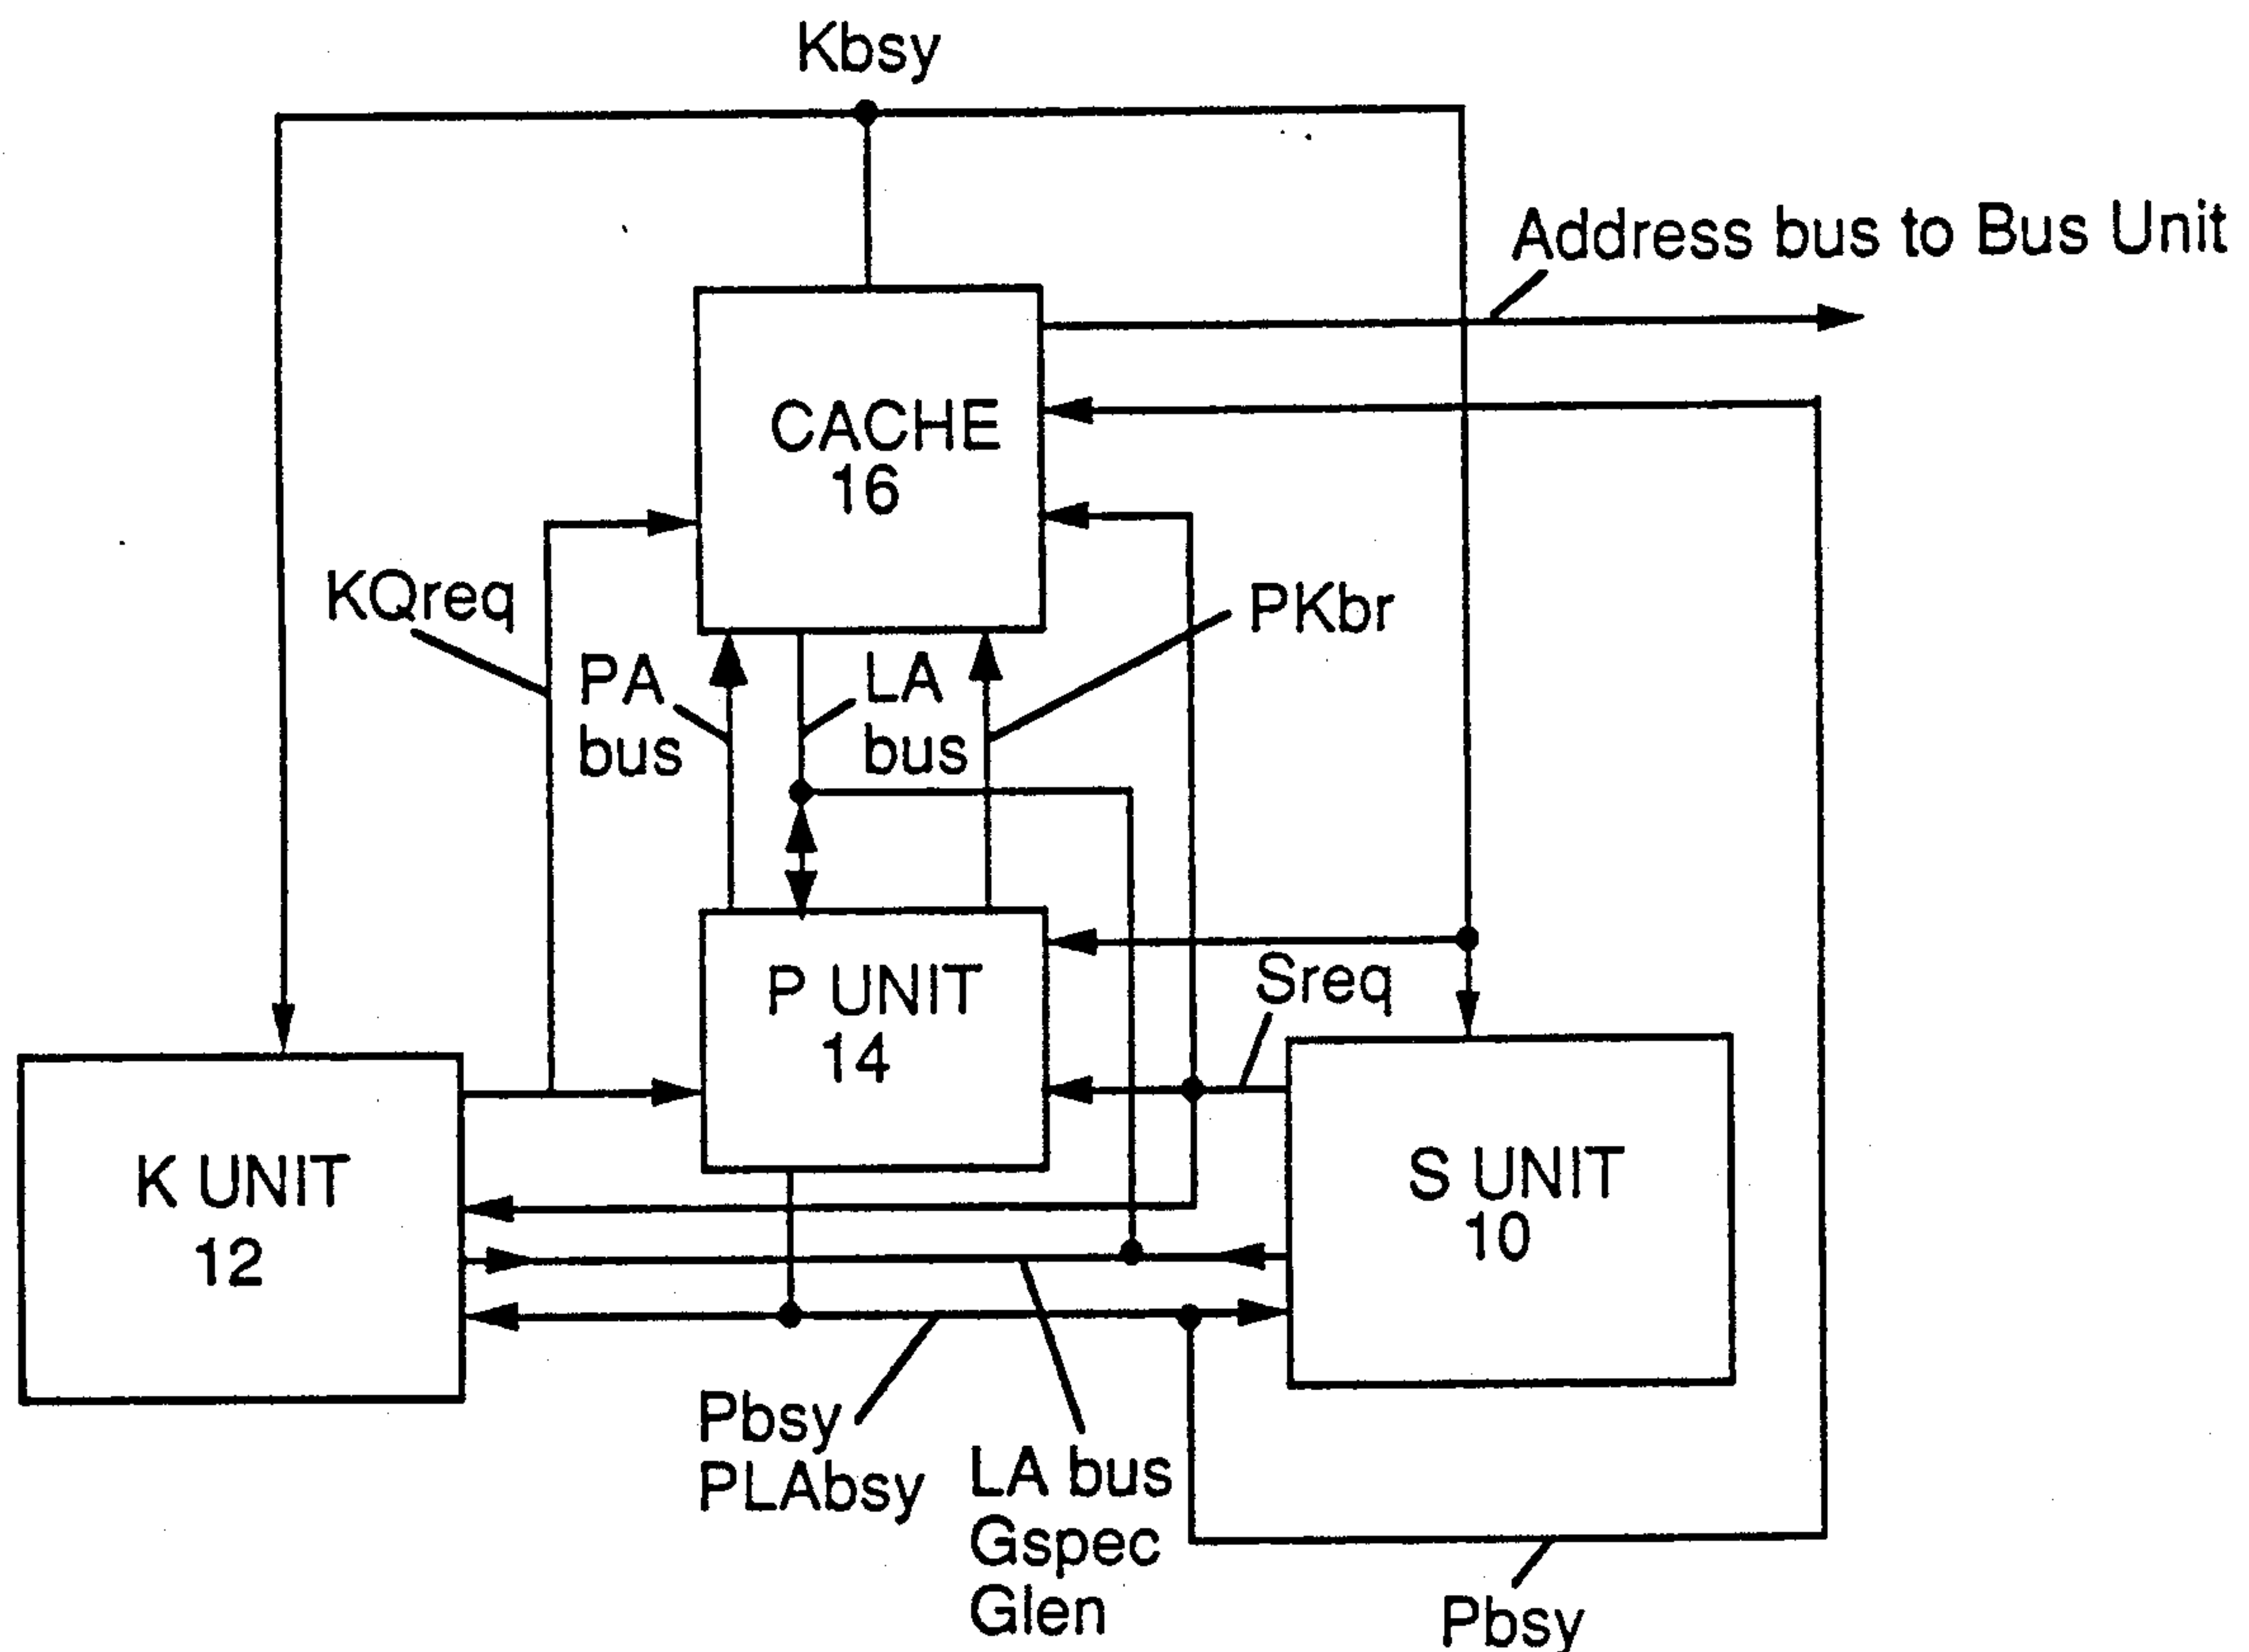 Kbsy
Address bus to Bus Unit
CACHE
16
KQreq
PKbr
PA
bus
LA
bus
P UNIT
14
Sreq
K UNIT
12
S UNIT
10
Pbsy
PLAbsy
LA bus
Gspec
Glen
Pbsy